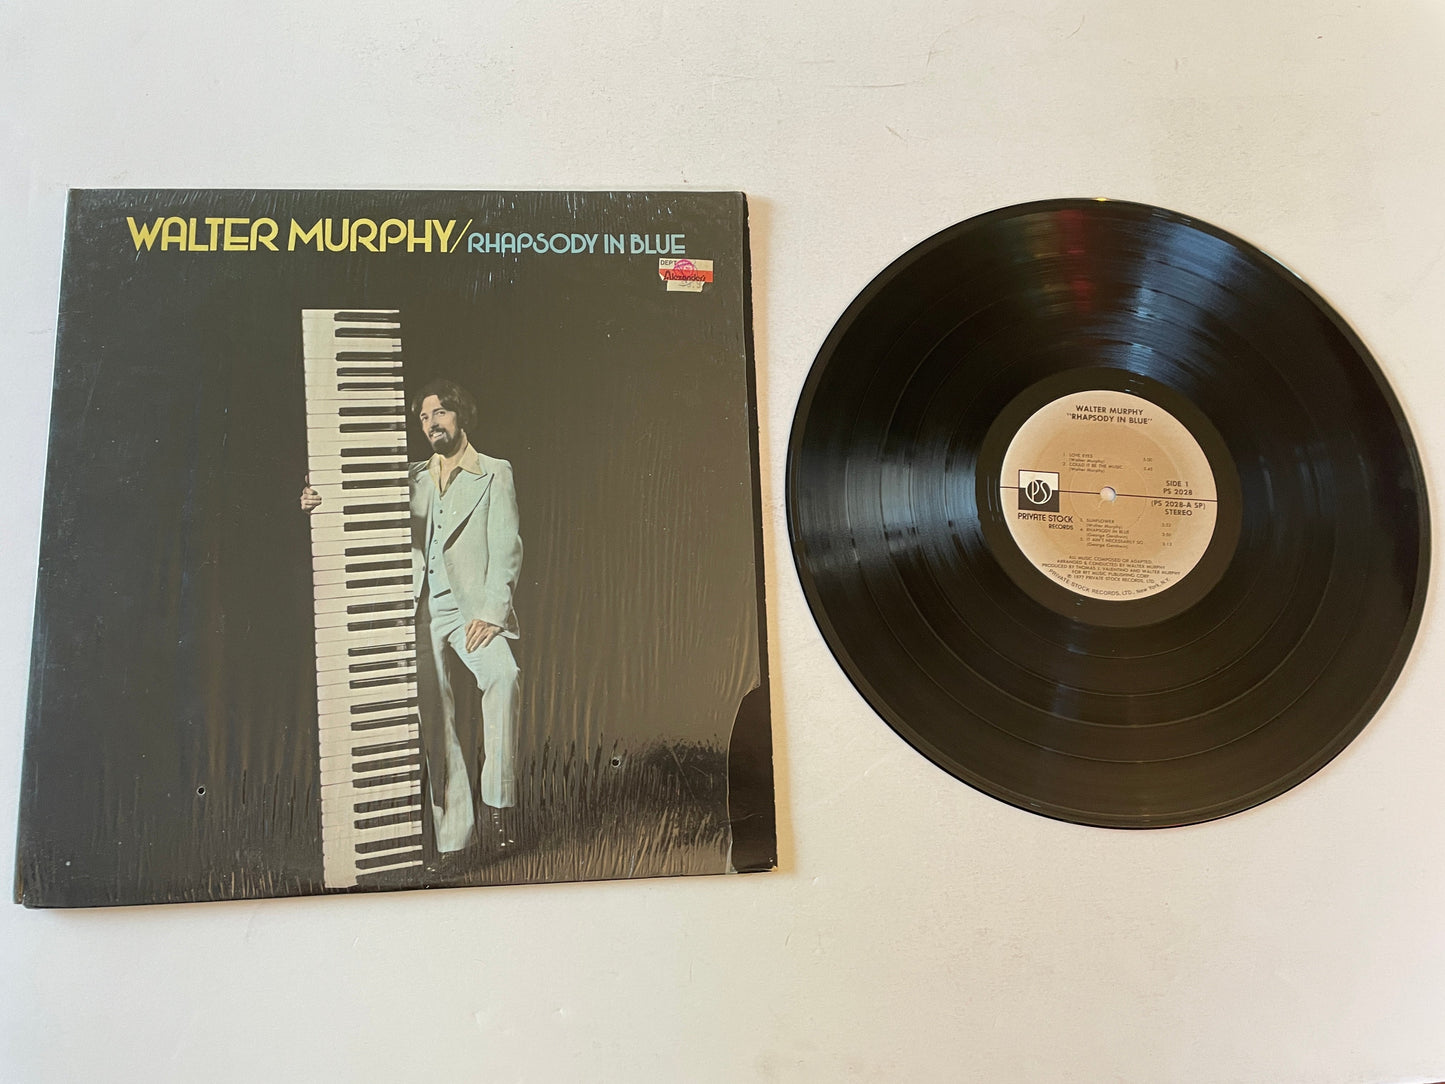 WALTER MURPHY/RHAPSODY IN BLUE
DEPT
Alexander's
WALTER MURPHY
"RHAPSODY IN BLUE"
1. LOVE EYES
(Walter Murphy)
2. COULD IT BE THE MUSIC
(Walter Murphy)
SIDE 1
PS 2028
(PS 2028-A SP)
STEREO
PS
PRIVATE STOCK
RECORDS
3. SUNFLOWER
(Walter Murphy)
4. RHAPSODY IN BLUE
(George Gershwin)
5. IT AIN'T NECESSARILY SO
(George Gershwin)
ALL MUSIC COMPOSED OR ADAPTED,
ARRANGED & CONDUCTED BY WALTER MURPHY
PRODUCED BY THOMAS J. VALENTINO AND WALTER MURPHY
FOR RFT MUSIC PUBLISHING CORP.
℗ 1977 PRIVATE STOCK RECORDS, LTD.
PRIVATE STOCK RECORDS, LTD., New York, N.Y.